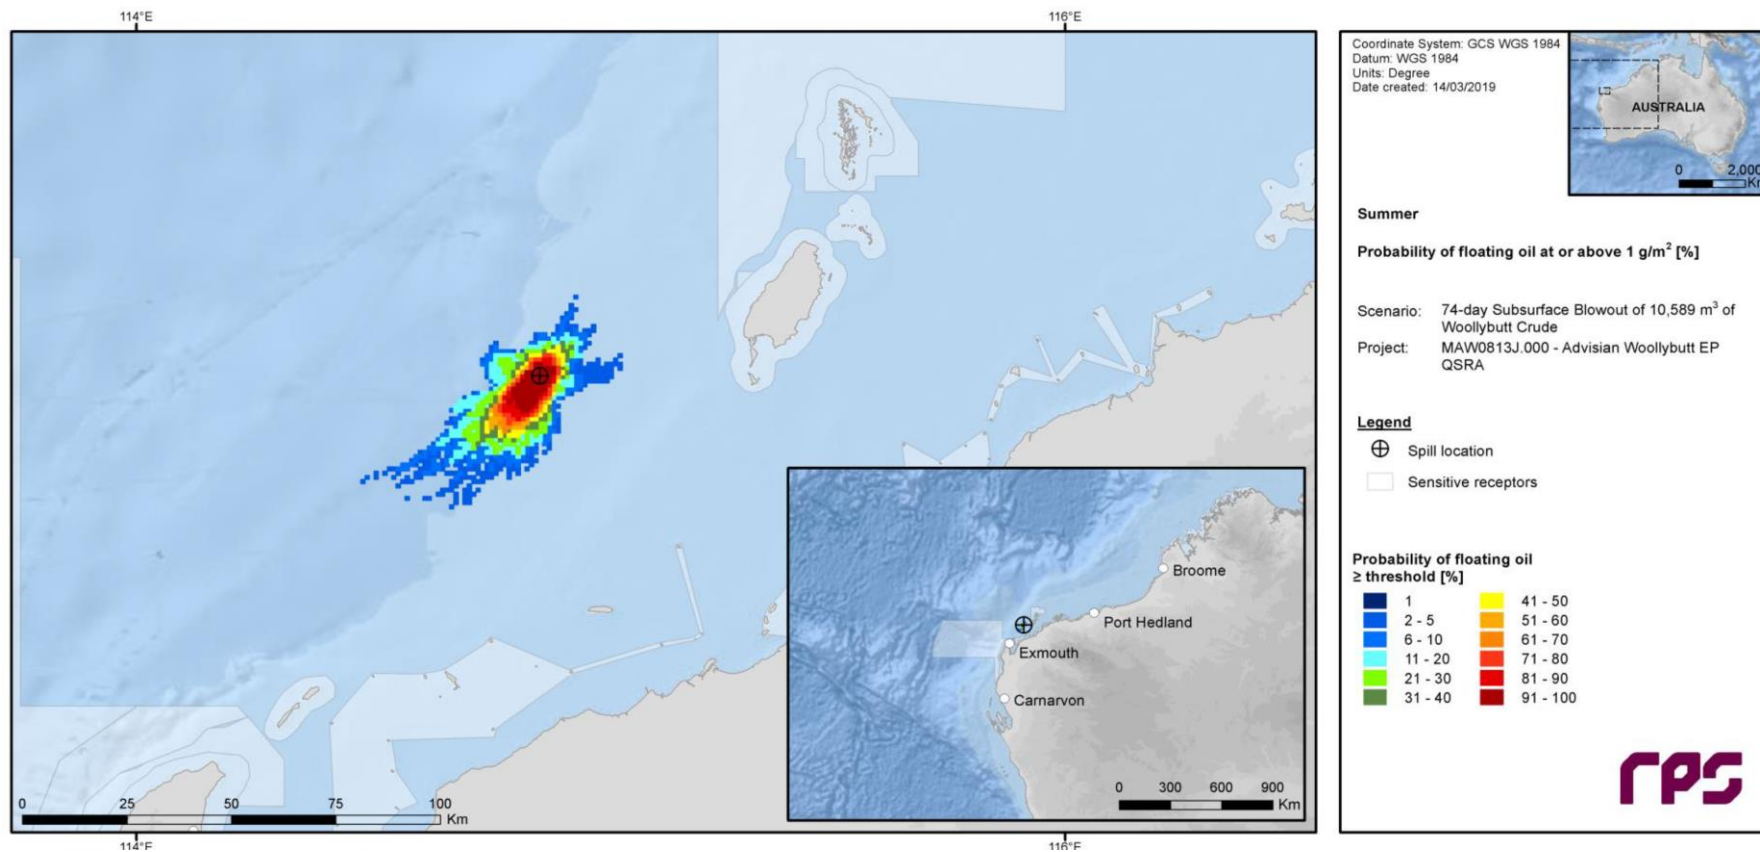 114°E
116°E
Coordinate System: GCS WGS 1984
Datum: WGS 1984
Units: Degree
Date created: 14/03/2019
AUSTRALIA
0 2,000
Km
Summer
Probability of floating oil at or above 1 g/m² [%]
Scenario: 74-day Subsurface Blowout of 10,589 m³ of
Woollybutt Crude
Project: MAW0813J.000 - Advisian Woollybutt EP
QSRA
Legend
Spill location
Sensitive receptors
Probability of floating oil
≥ threshold [%]
1 41 - 50
2 - 5 51 - 60
6 - 10 61 - 70
11 - 20 71 - 80
21 - 30 81 - 90
31 - 40 91 - 100
rps
Broome
Port Hedland
Exmouth
Carnarvon
0 300 600 900
Km
0 25 50 75 100
Km
114°E
116°E